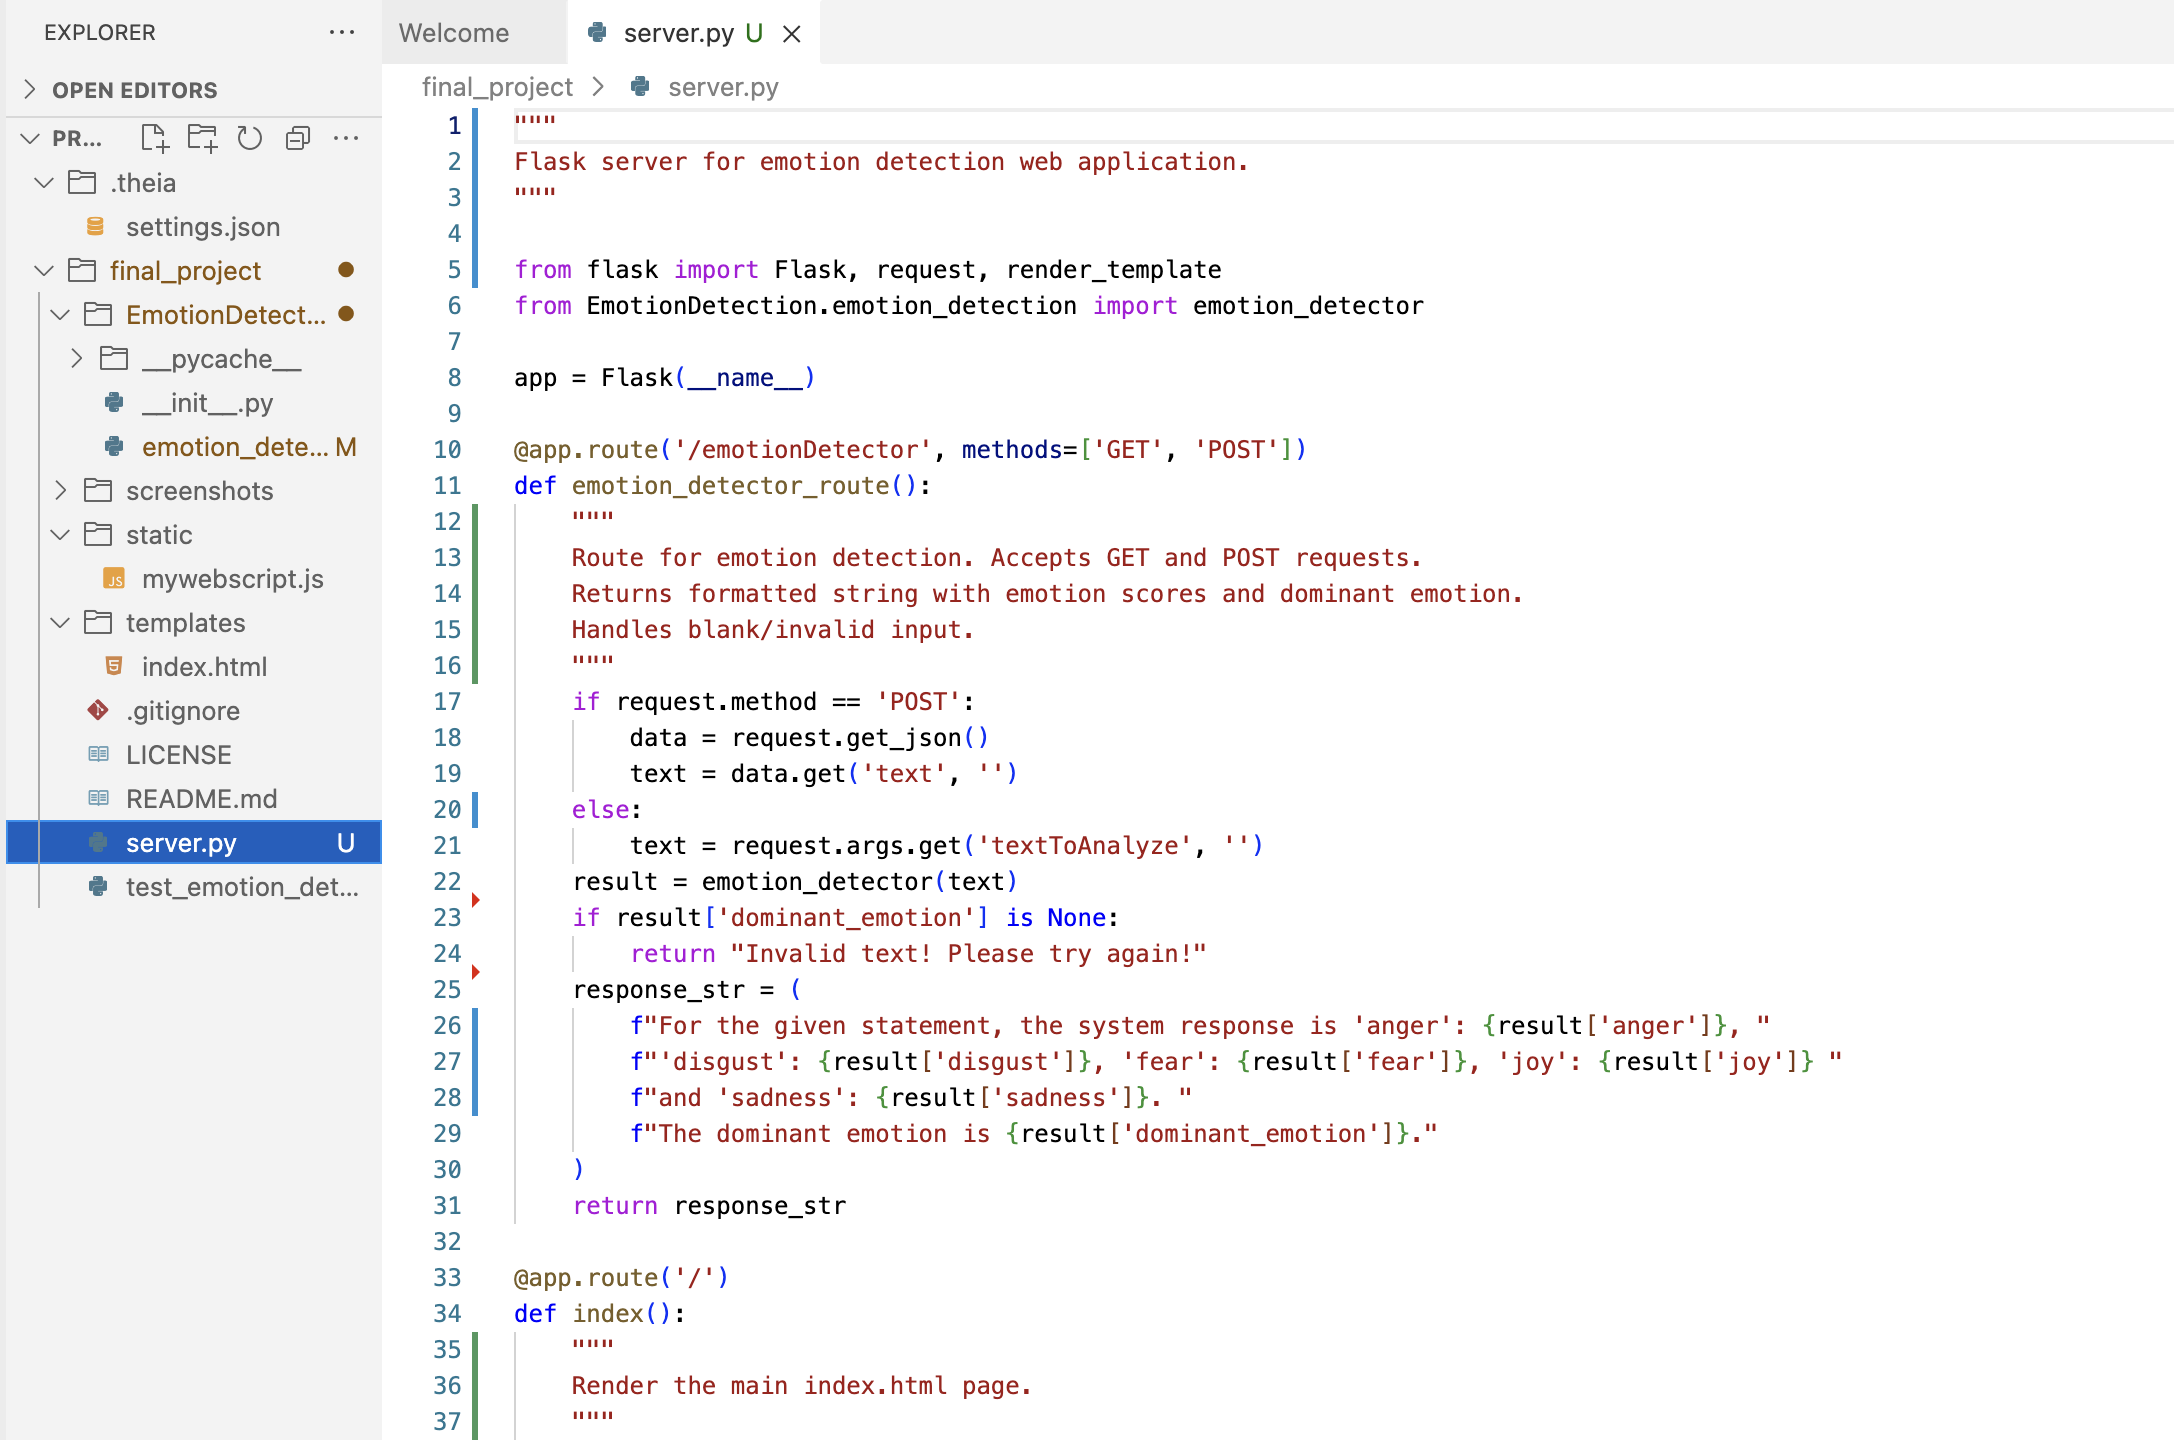 EXPLORER
OPEN EDITORS
PR...
.theia
settings.json
final_project
EmotionDetect...
__pycache__
__init__.py
emotion_dete... M
screenshots
static
mywebscript.js
templates
index.html
.gitignore
LICENSE
README.md
server.py U
test_emotion_det...
Welcome
server.py U
final_project > server.py
1 """
2 Flask server for emotion detection web application.
3 """
4
5 from flask import Flask, request, render_template
6 from EmotionDetection.emotion_detection import emotion_detector
7
8 app = Flask(__name__)
9
10 @app.route('/emotionDetector', methods=['GET', 'POST'])
11 def emotion_detector_route():
12     """
13     Route for emotion detection. Accepts GET and POST requests.
14     Returns formatted string with emotion scores and dominant emotion.
15     Handles blank/invalid input.
16     """
17     if request.method == 'POST':
18         data = request.get_json()
19         text = data.get('text', '')
20     else:
21         text = request.args.get('textToAnalyze', '')
22     result = emotion_detector(text)
23     if result['dominant_emotion'] is None:
24         return "Invalid text! Please try again!"
25     response_str = (
26         f"For the given statement, the system response is 'anger': {result['anger']}, "
27         f"'disgust': {result['disgust']}, 'fear': {result['fear']}, 'joy': {result['joy']} "
28         f"and 'sadness': {result['sadness']}. "
29         f"The dominant emotion is {result['dominant_emotion']}."
30     )
31     return response_str
32
33 @app.route('/')
34 def index():
35     """
36     Render the main index.html page.
37     """